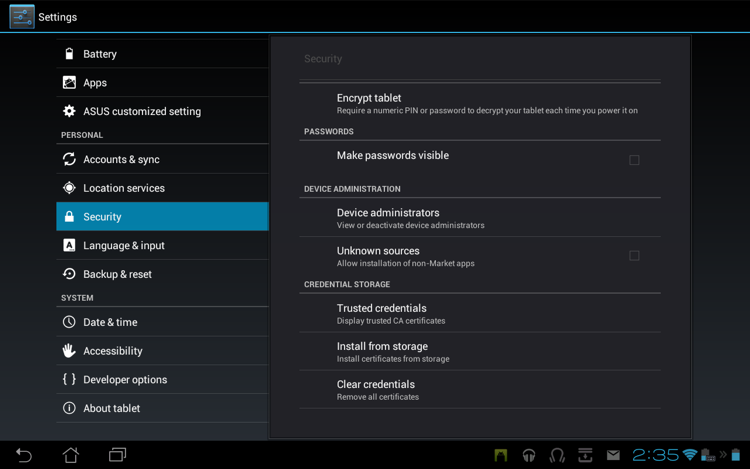 Settings
Battery
Apps
ASUS customized setting
PERSONAL
Accounts & sync
Location services
Security
Language & input
Backup & reset
SYSTEM
Date & time
Accessibility
Developer options
About tablet
Security
Encrypt tablet
Require a numeric PIN or password to decrypt your tablet each time you power it on
PASSWORDS
Make passwords visible
DEVICE ADMINISTRATION
Device administrators
View or deactivate device administrators
Unknown sources
Allow installation of non-Market apps
CREDENTIAL STORAGE
Trusted credentials
Display trusted CA certificates
Install from storage
Install certificates from storage
Clear credentials
Remove all certificates
2:35